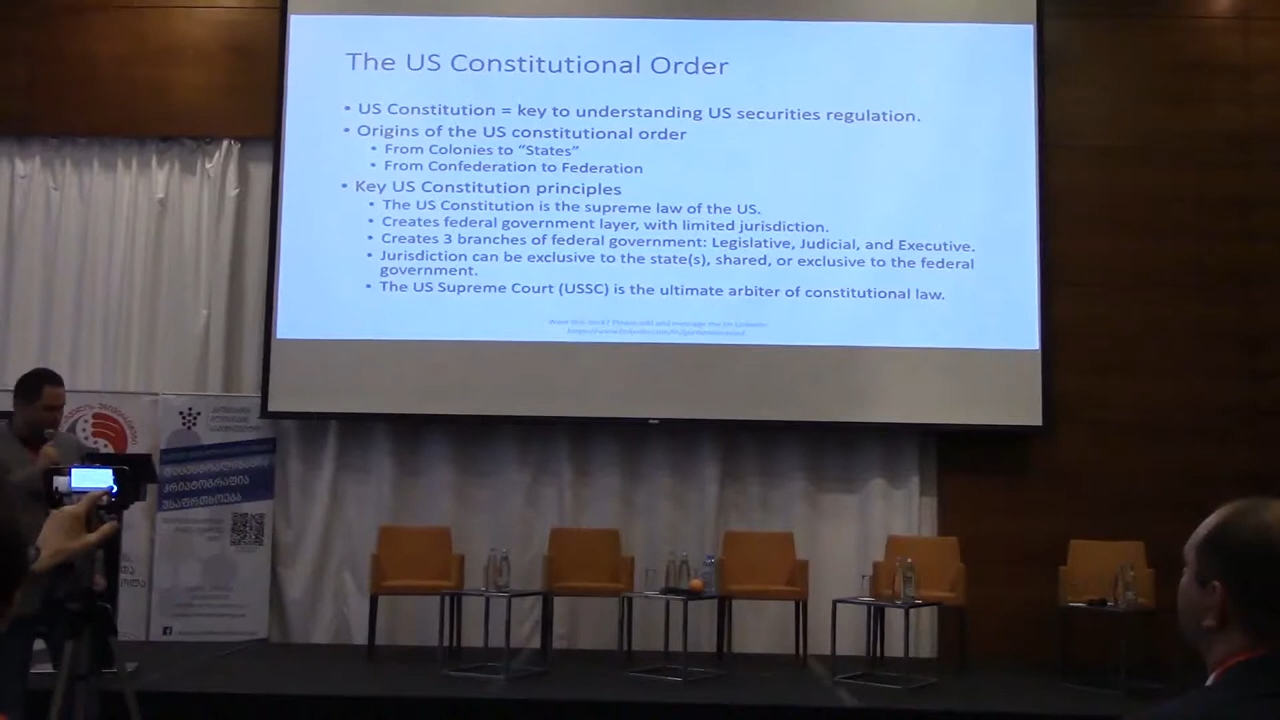 The US Constitutional Order
• US Constitution = key to understanding US securities regulation.
• Origins of the US constitutional order
• From Colonies to “States”
• From Confederation to Federation
• Key US Constitution principles
• The US Constitution is the supreme law of the US.
• Creates federal government layer, with limited jurisdiction.
• Creates 3 branches of federal government: Legislative, Judicial, and Executive.
• Jurisdiction can be exclusive to the state(s), shared, or exclusive to the federal
government.
• The US Supreme Court (USSC) is the ultimate arbiter of constitutional law.
კრიპტოგრაფია
უსაფრთხოება